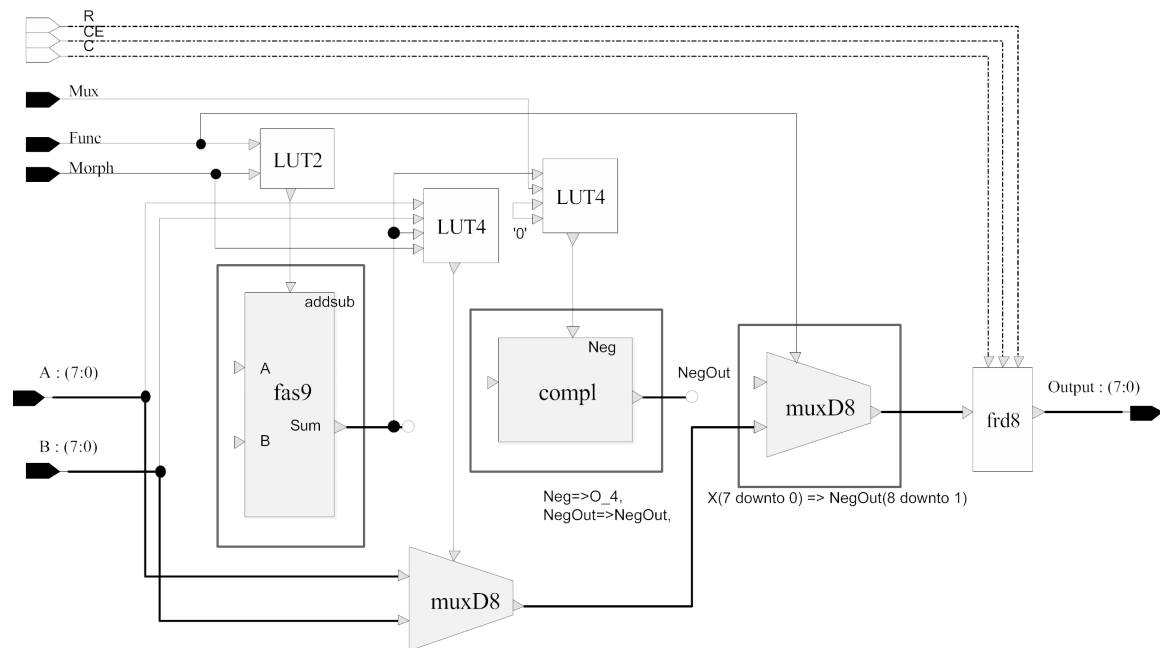 R
CE
C
Mux
Func
Morph
LUT2
LUT4
LUT4
'0'
addsub
A
fas9
Sum
B
Neg
compl
NegOut
muxD8
frd8
A : (7:0)
B : (7:0)
Output : (7:0)
Neg=>O_4,
NegOut=>NegOut,
X(7 downto 0) => NegOut(8 downto 1)
muxD8